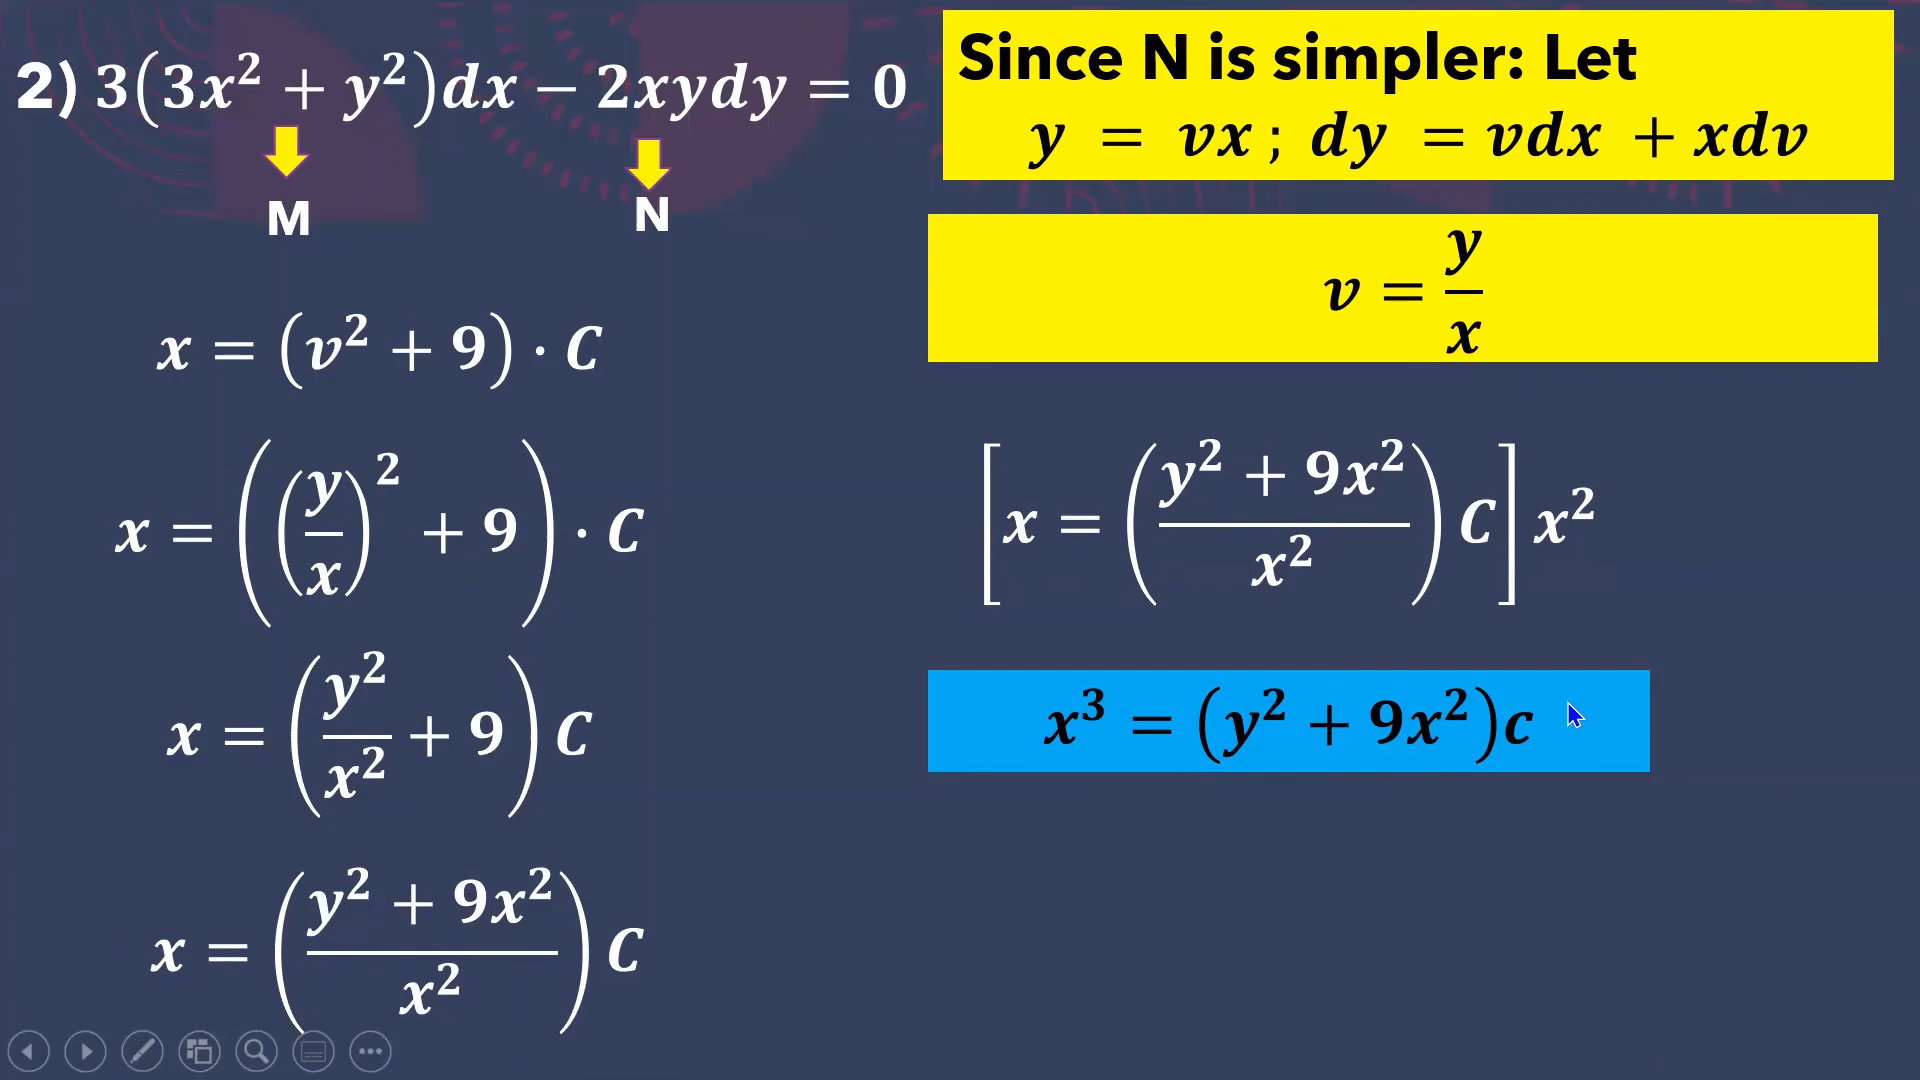 2) 3(3x² + y²)dx − 2xydy = 0
M
N
Since N is simpler: Let
y = vx ; dy = vdx + xdv
v = y/x
x = (v² + 9) · C
x = ((y/x)² + 9) · C
x = (y²/x² + 9) C
x = ((y² + 9x²)/x²) C
[x = ((y² + 9x²)/x²) C] x²
x³ = (y² + 9x²)c